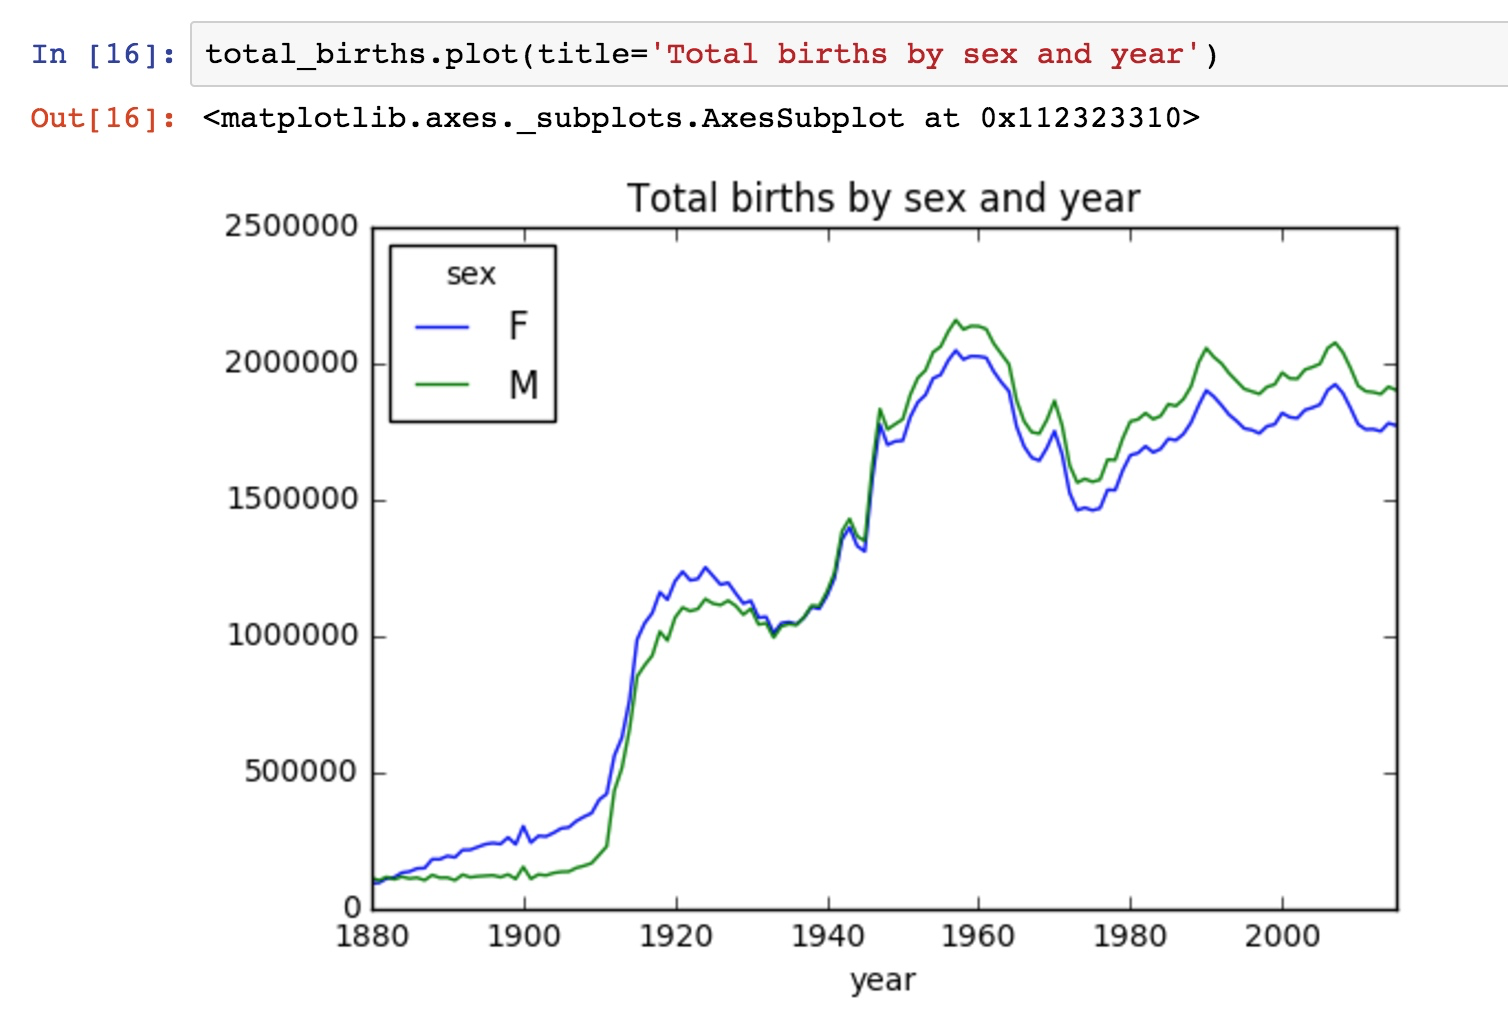 In [16]: total_births.plot(title='Total births by sex and year')
Out[16]: <matplotlib.axes._subplots.AxesSubplot at 0x112323310>
Total births by sex and year
2500000
sex
F
2000000
M
1500000
1000000
500000
0
1880 1900 1920 1940 1960 1980 2000
year